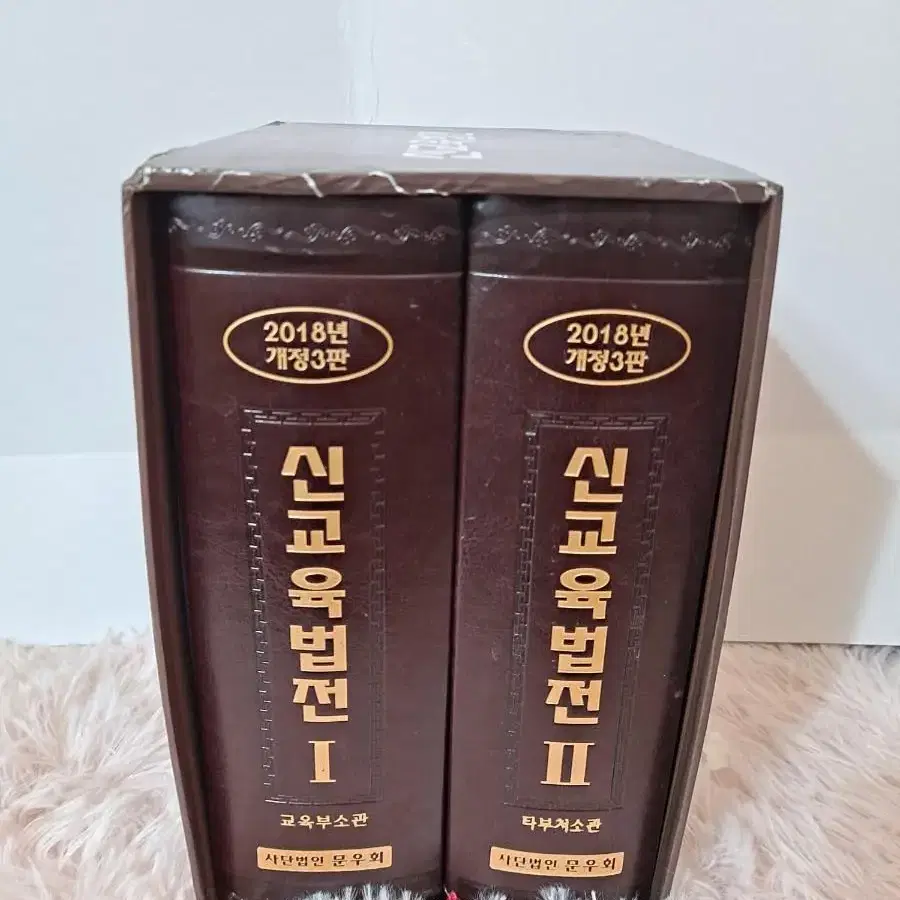 2018년
개정3판
신교육법전 I
교육부소관
사단법인 문우회
2018년
개정3판
신교육법전 II
타부처소관
사단법인 문우회